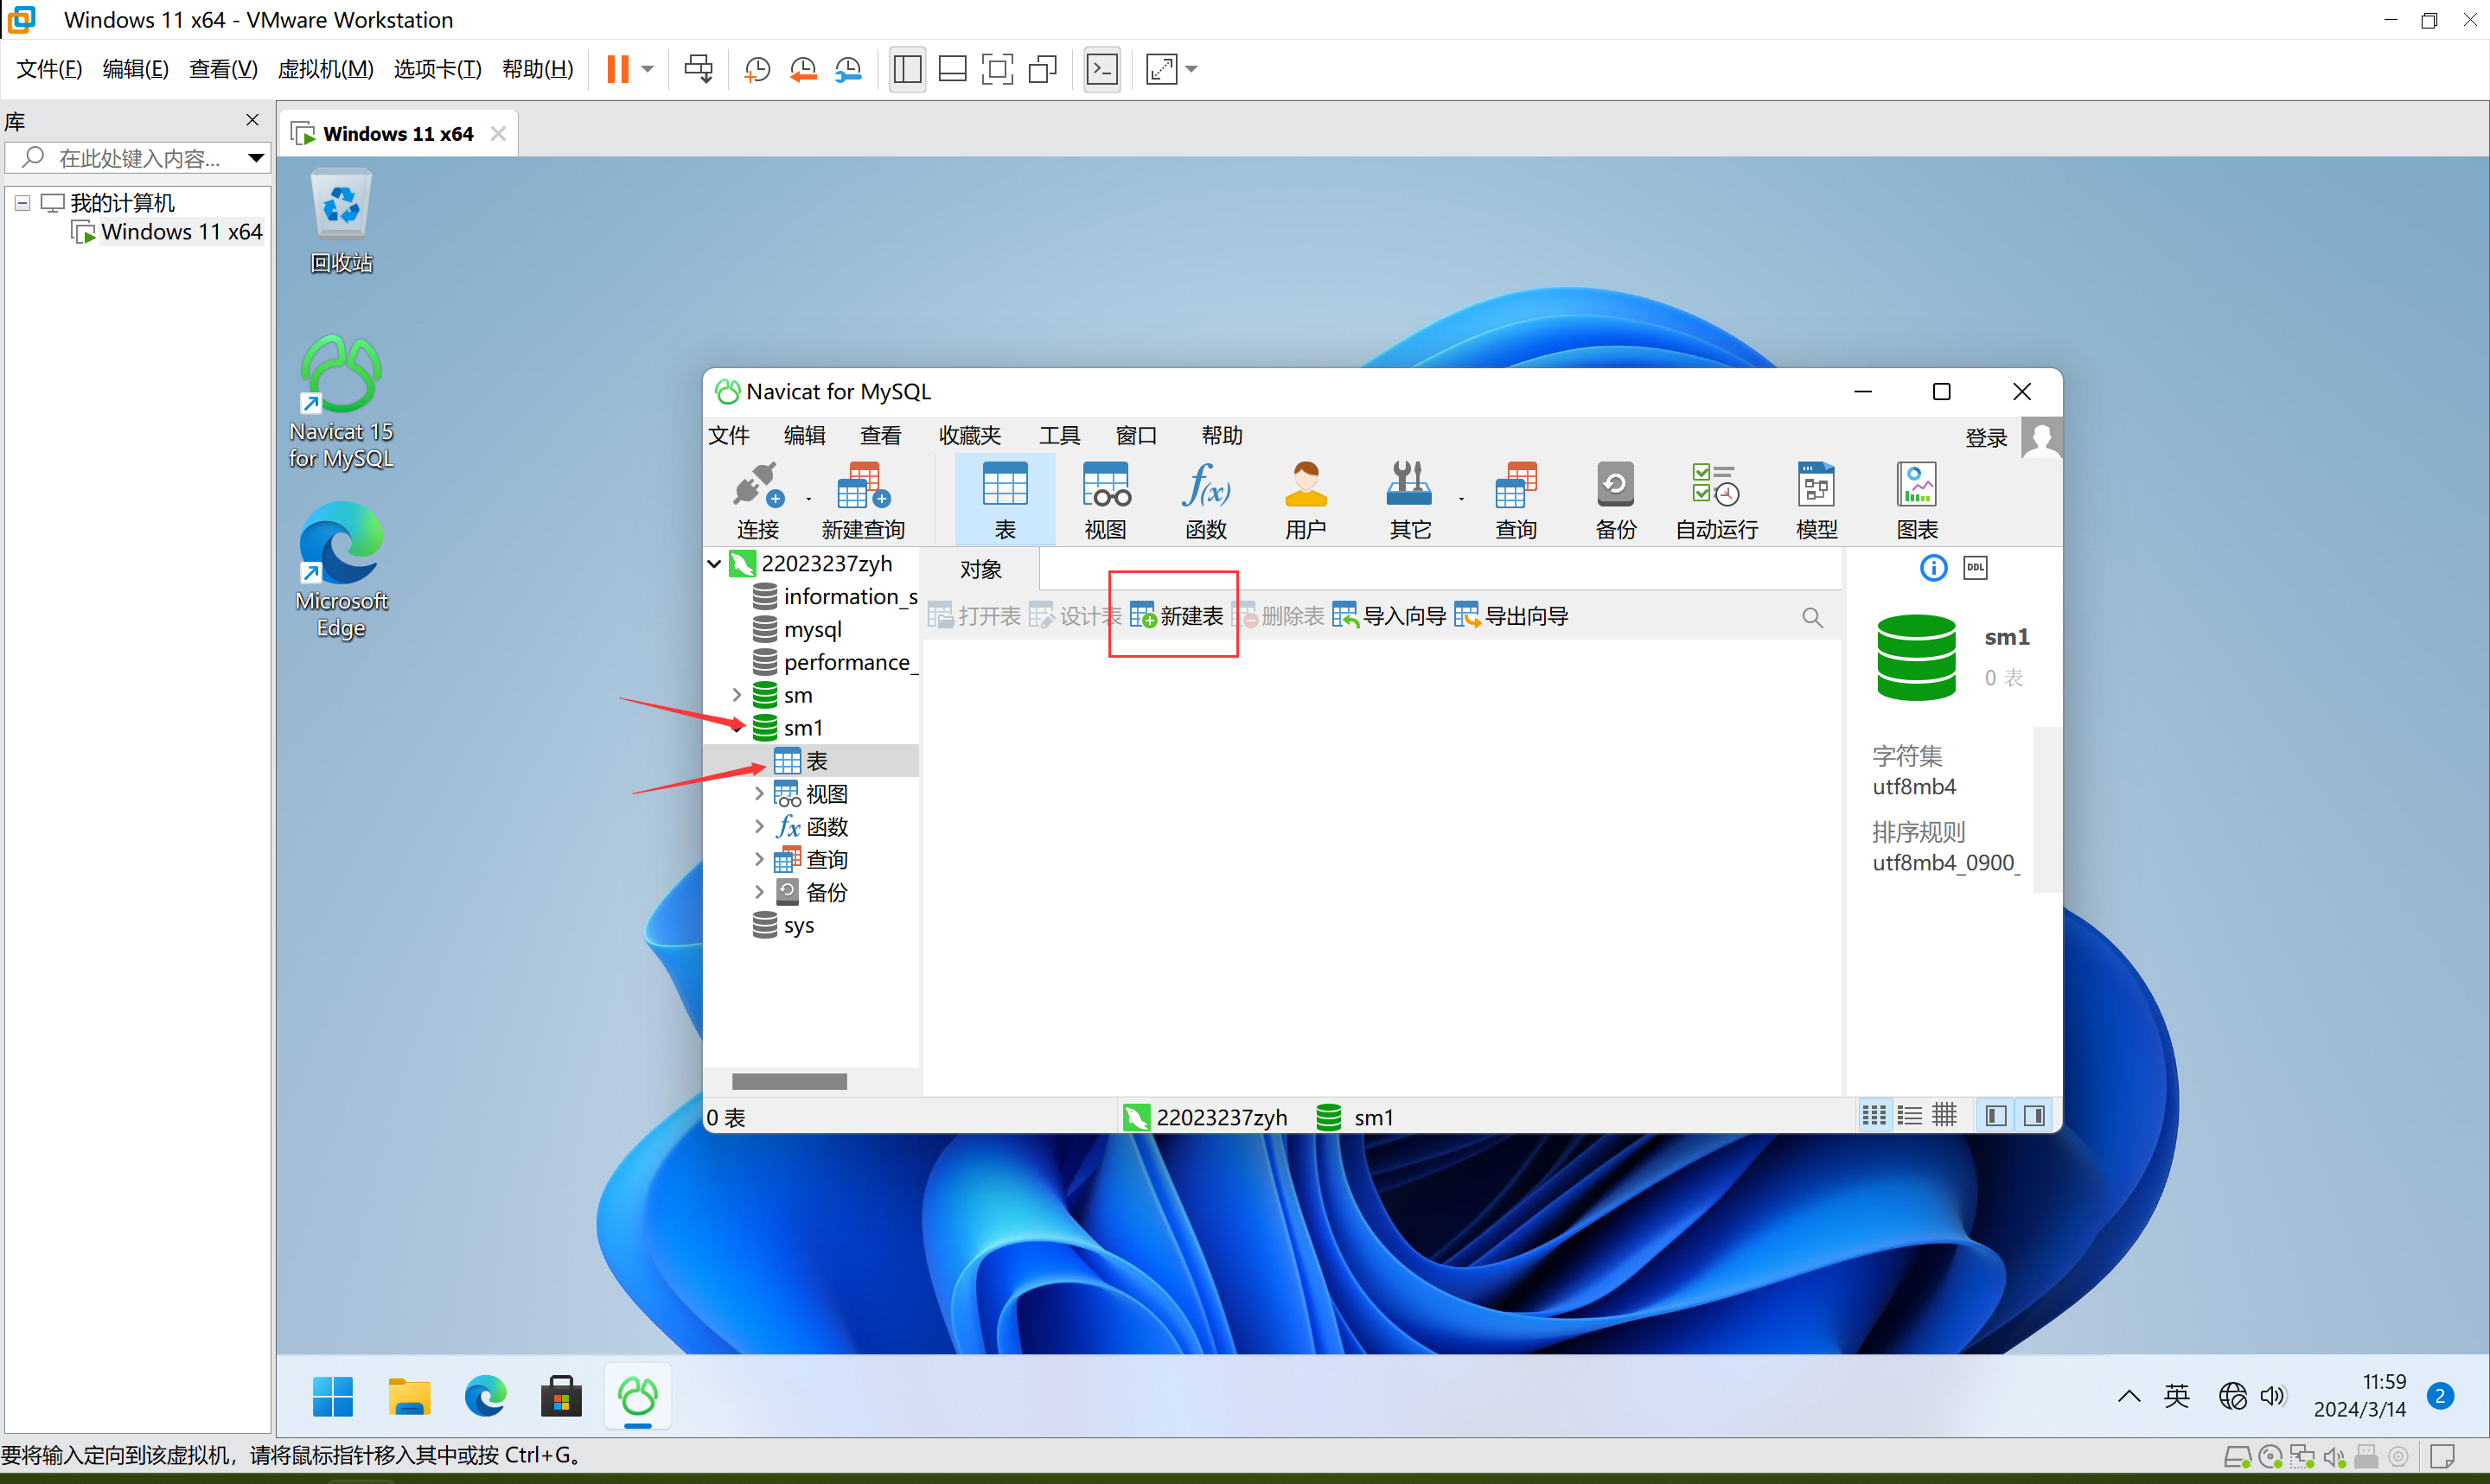 Windows 11 x64 - VMware Workstation
文件(F) 编辑(E) 查看(V) 虚拟机(M) 选项卡(T) 帮助(H)
库
在此处键入内容...
我的计算机
Windows 11 x64
Windows 11 x64
回收站
Navicat 15
for MySQL
Microsoft
Edge
Navicat for MySQL
文件 编辑 查看 收藏夹 工具 窗口 帮助
登录
连接 新建查询 表 视图 函数 用户 其它 查询 备份 自动运行 模型 图表
22023237zyh
information_s
mysql
performance_
sm
sm1
表
视图
函数
查询
备份
sys
对象
打开表 设计表 新建表 删除表 导入向导 导出向导
DDL
sm1
0 表
字符集
utf8mb4
排序规则
utf8mb4_0900_
0 表
22023237zyh
sm1
英
11:59
2024/3/14
2
要将输入定向到该虚拟机，请将鼠标指针移入其中或按 Ctrl+G。